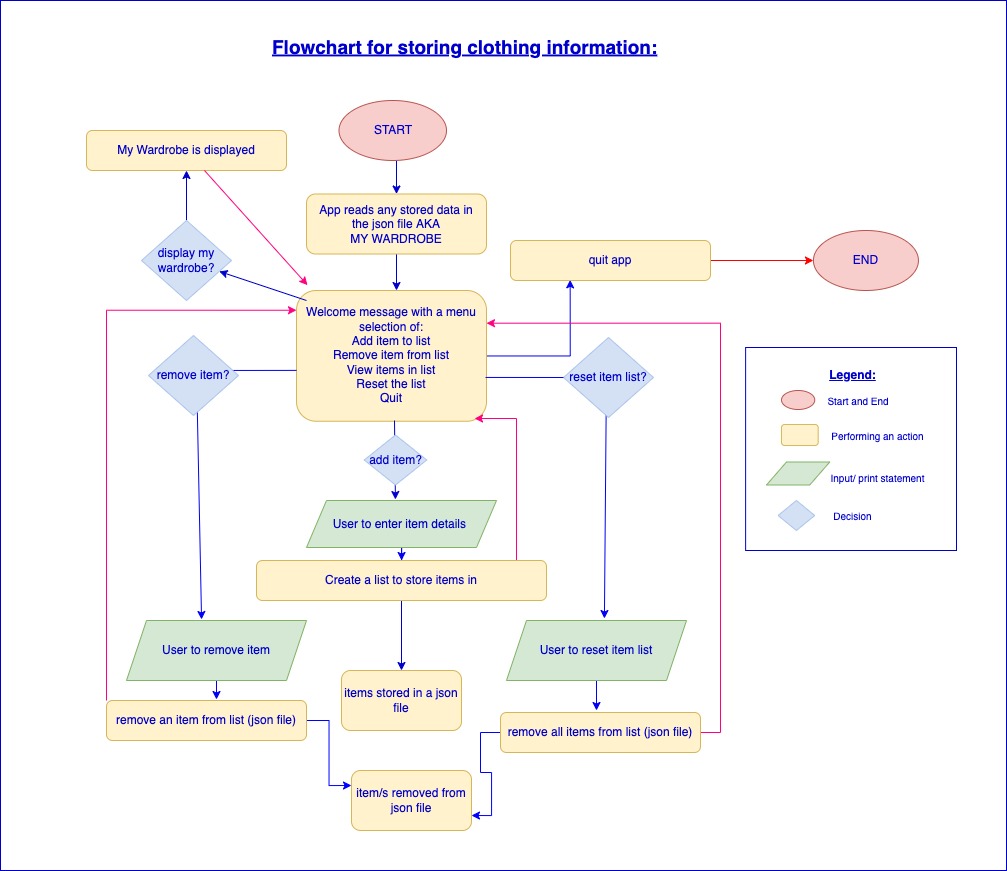 Flowchart for storing clothing information:
START
My Wardrobe is displayed
App reads any stored data in
the json file AKA
MY WARDROBE
display my
wardrobe?
quit app
END
Welcome message with a menu
selection of:
Add item to list
Remove item from list
View items in list
Reset the list
Quit
remove item?
reset item list?
Legend:
Start and End
Performing an action
Input/ print statement
Decision
add item?
User to enter item details
Create a list to store items in
User to remove item
User to reset item list
items stored in a json
file
remove an item from list (json file)
remove all items from list (json file)
item/s removed from
json file